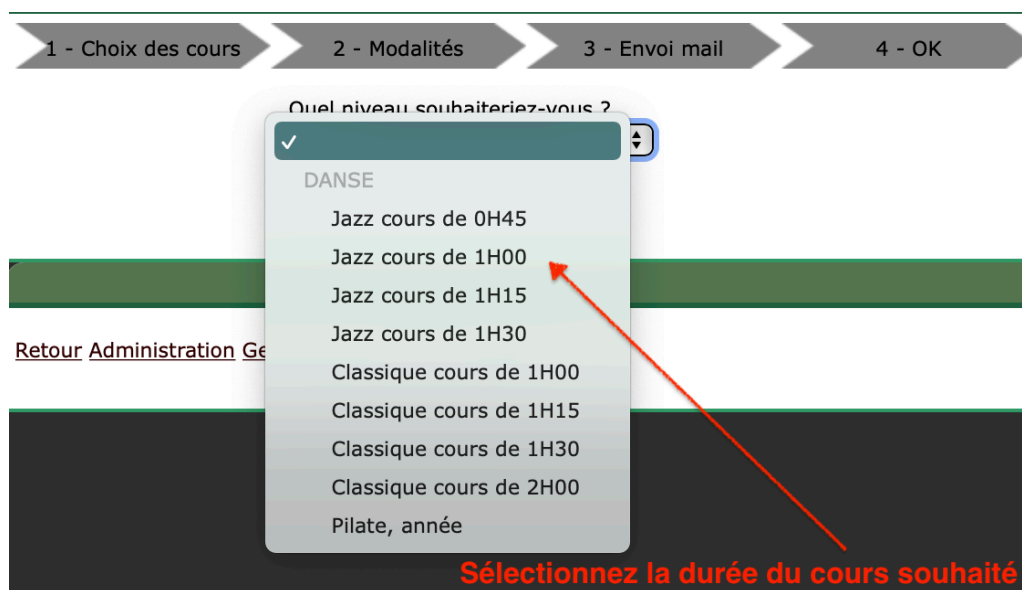 1 - Choix des cours
2 - Modalités
3 - Envoi mail
4 - OK
Quel niveau souhaiteriez-vous ?
DANSE
Jazz cours de 0H45
Jazz cours de 1H00
Jazz cours de 1H15
Jazz cours de 1H30
Retour Administration Ge
Classique cours de 1H00
Classique cours de 1H15
Classique cours de 1H30
Classique cours de 2H00
Pilate, année
Sélectionnez la durée du cours souhaité